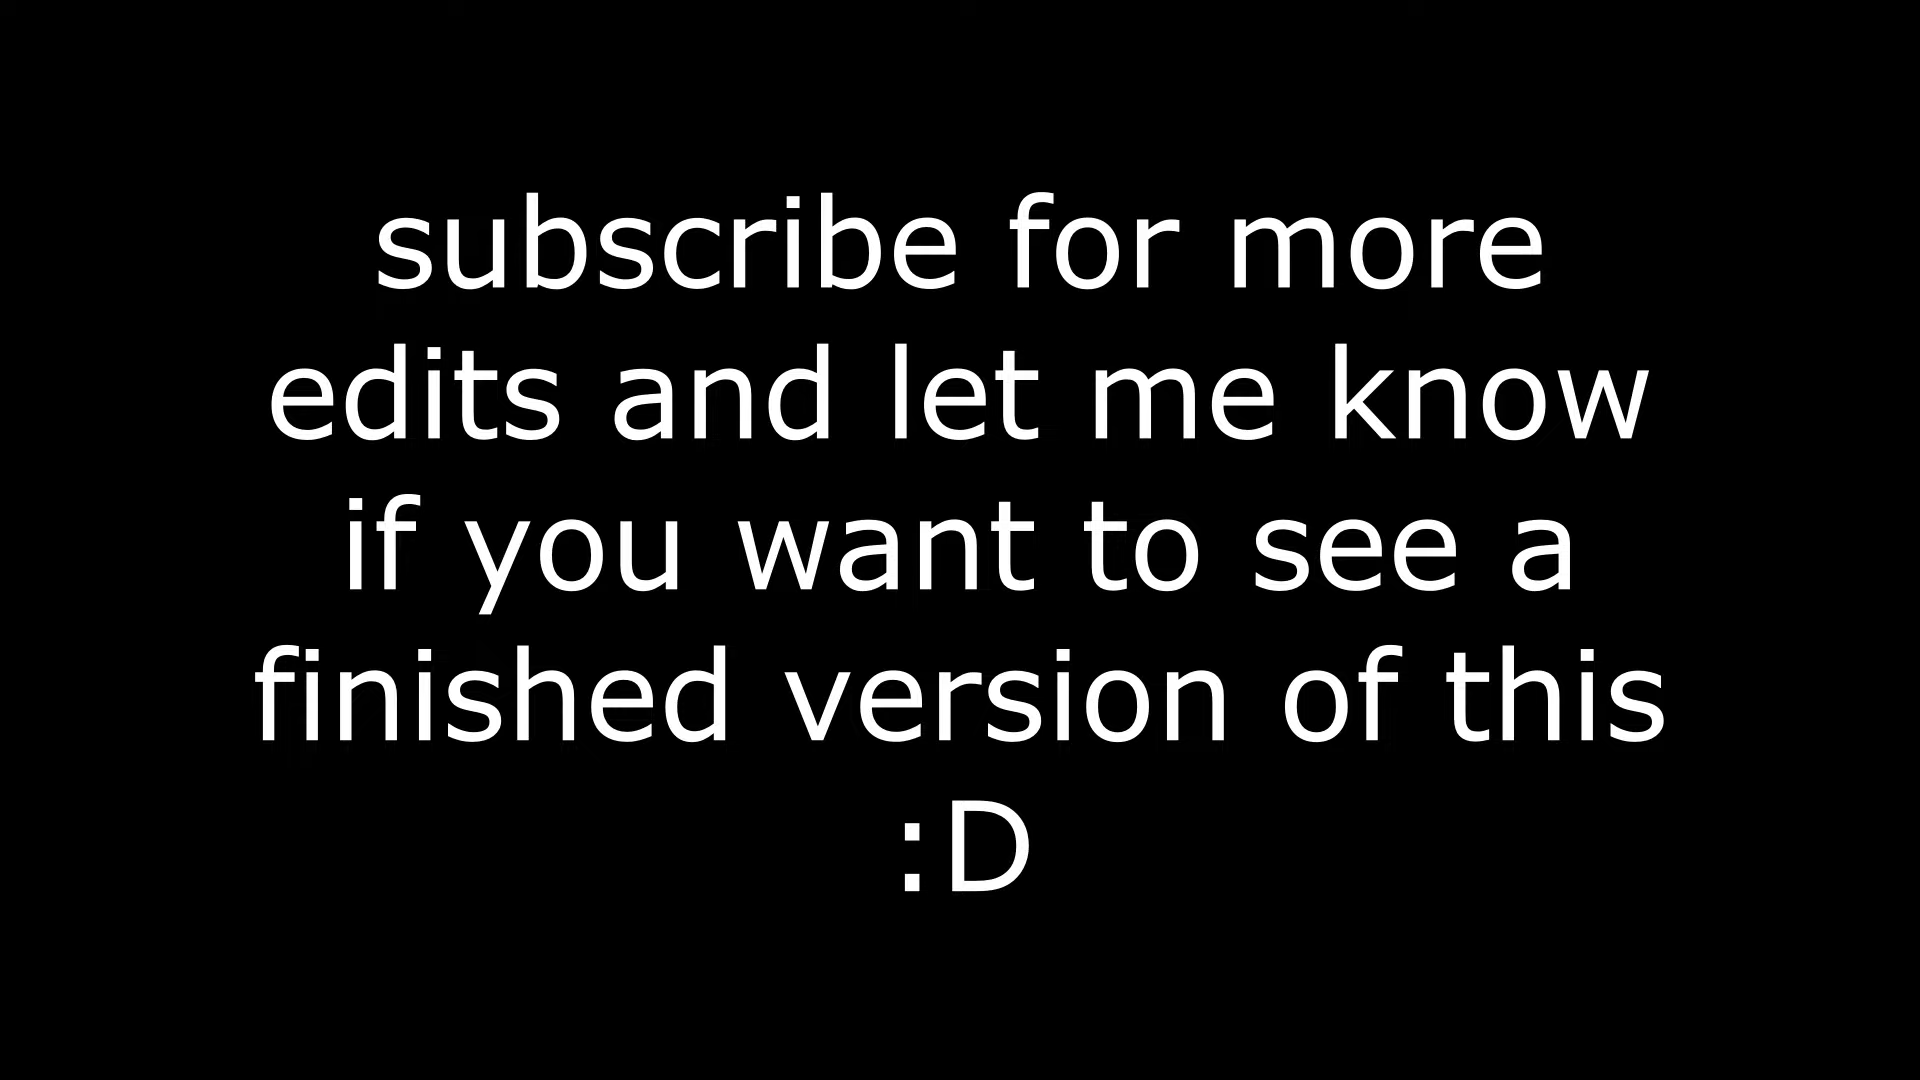 subscribe for more
edits and let me know
if you want to see a
finished version of this
:D